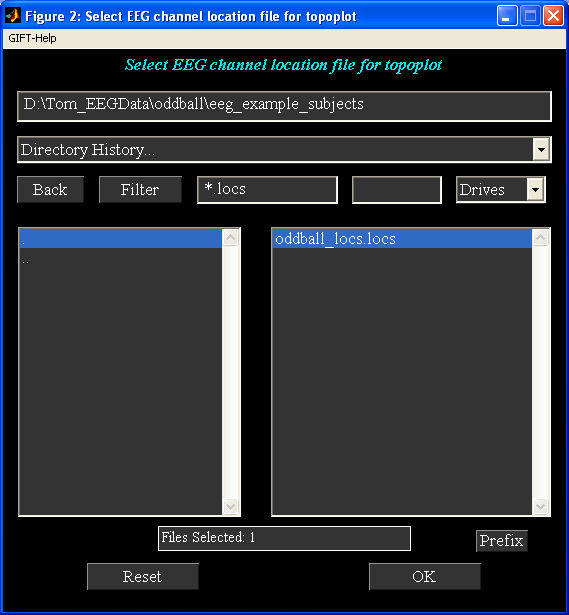 Figure 2: Select EEG channel location file for topoplot
GIFT-Help
Select EEG channel location file for topoplot
D:\Tom_EEGData\oddball\eeg_example_subjects
Directory History...
Back Filter *.locs Drives
. oddball_locs.locs
..
Files Selected: 1
Prefix
Reset OK